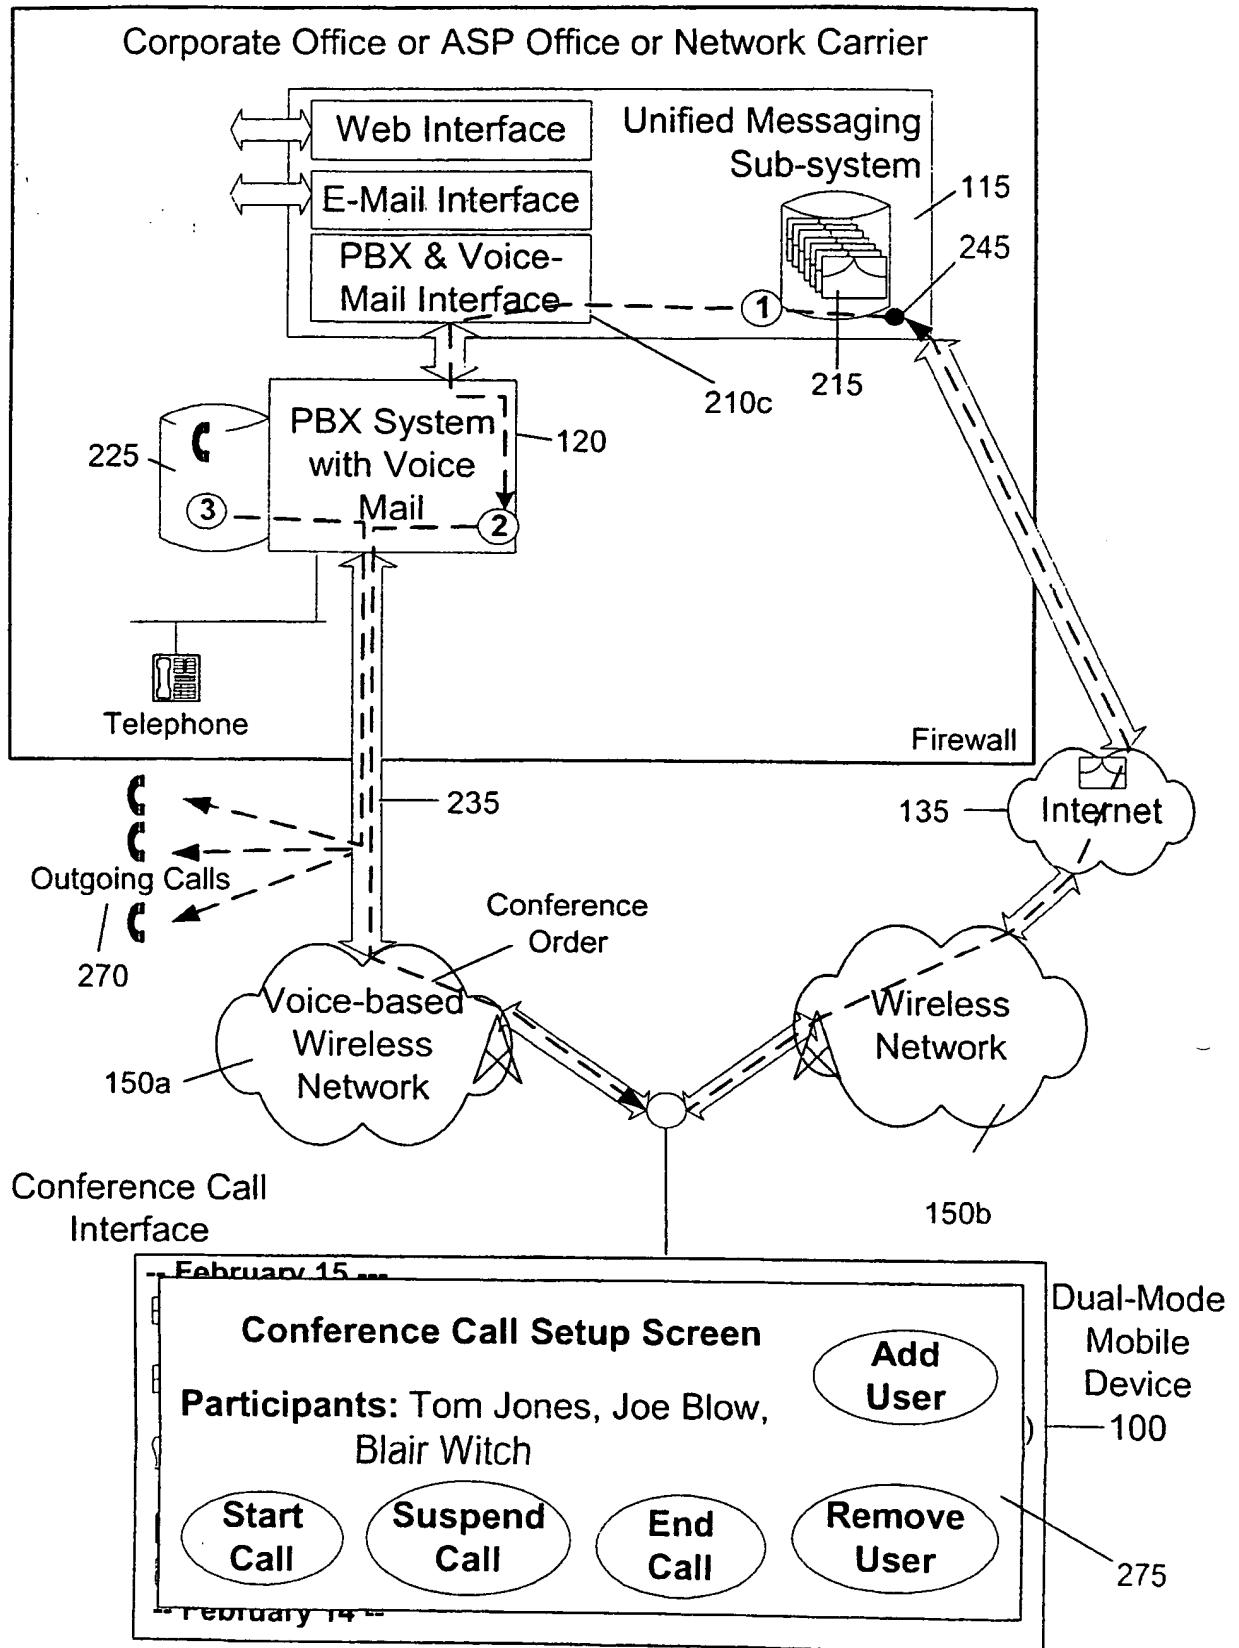 Corporate Office or ASP Office or Network Carrier
Web Interface
E-Mail Interface
PBX & Voice-
Mail Interface
Unified Messaging
Sub-system
115
245
1
215
210c
PBX System
with Voice
Mail
120
225
3
2
Telephone
Firewall
235
135
Internet
Outgoing Calls
270
Conference
Order
Voice-based
Wireless
Network
150a
Wireless
Network
150b
Conference Call
Interface
-- February 15 ---
Conference Call Setup Screen
Add
User
Participants: Tom Jones, Joe Blow,
Blair Witch
Start
Call
Suspend
Call
End
Call
Remove
User
-- February 14 --
Dual-Mode
Mobile
Device
100
275